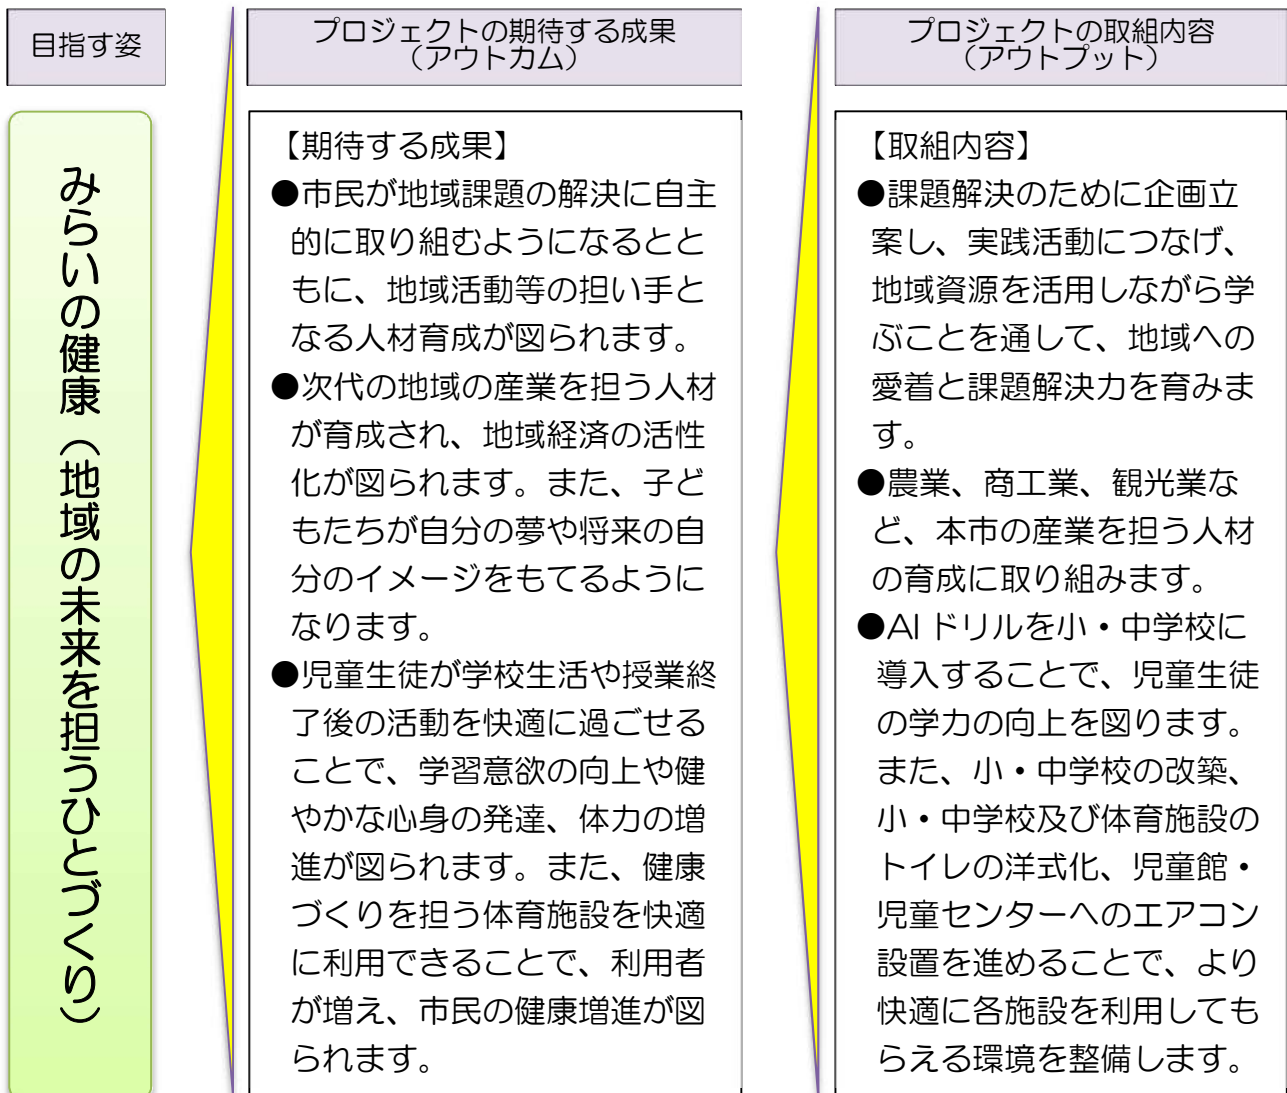 目指す姿
みらいの健康（地域の未来を担うひとづくり）
プロジェクトの期待する成果
（アウトカム）
【期待する成果】
●市民が地域課題の解決に自主
的に取り組むようになるとと
もに、地域活動等の担い手と
なる人材育成が図られます。
●次代の地域の産業を担う人材
が育成され、地域経済の活性
化が図られます。また、子ど
もたちが自分の夢や将来の自
分のイメージをもてるように
なります。
●児童生徒が学校生活や授業終
了後の活動を快適に過ごせる
ことで、学習意欲の向上や健
やかな心身の発達、体力の増
進が図られます。また、健康
づくりを担う体育施設を快適
に利用できることで、利用者
が増え、市民の健康増進が図
られます。
プロジェクトの取組内容
（アウトプット）
【取組内容】
●課題解決のために企画立
案し、実践活動につなげ、
地域資源を活用しながら学
ぶことを通して、地域への
愛着と課題解決力を育みま
す。
●農業、商工業、観光業な
ど、本市の産業を担う人材
の育成に取り組みます。
●AI ドリルを小・中学校に
導入することで、児童生徒
の学力の向上を図ります。
また、小・中学校の改築、
小・中学校及び体育施設の
トイレの洋式化、児童館・
児童センターへのエアコン
設置を進めることで、より
快適に各施設を利用しても
らえる環境を整備します。